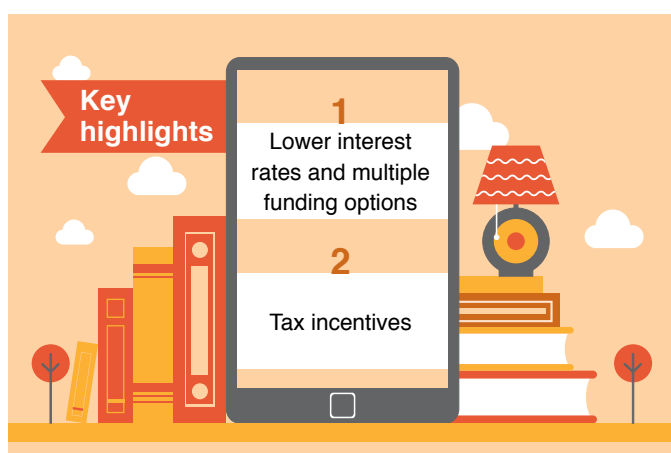 Key
highlights
1
Lower interest
rates and multiple
funding options
2
Tax incentives